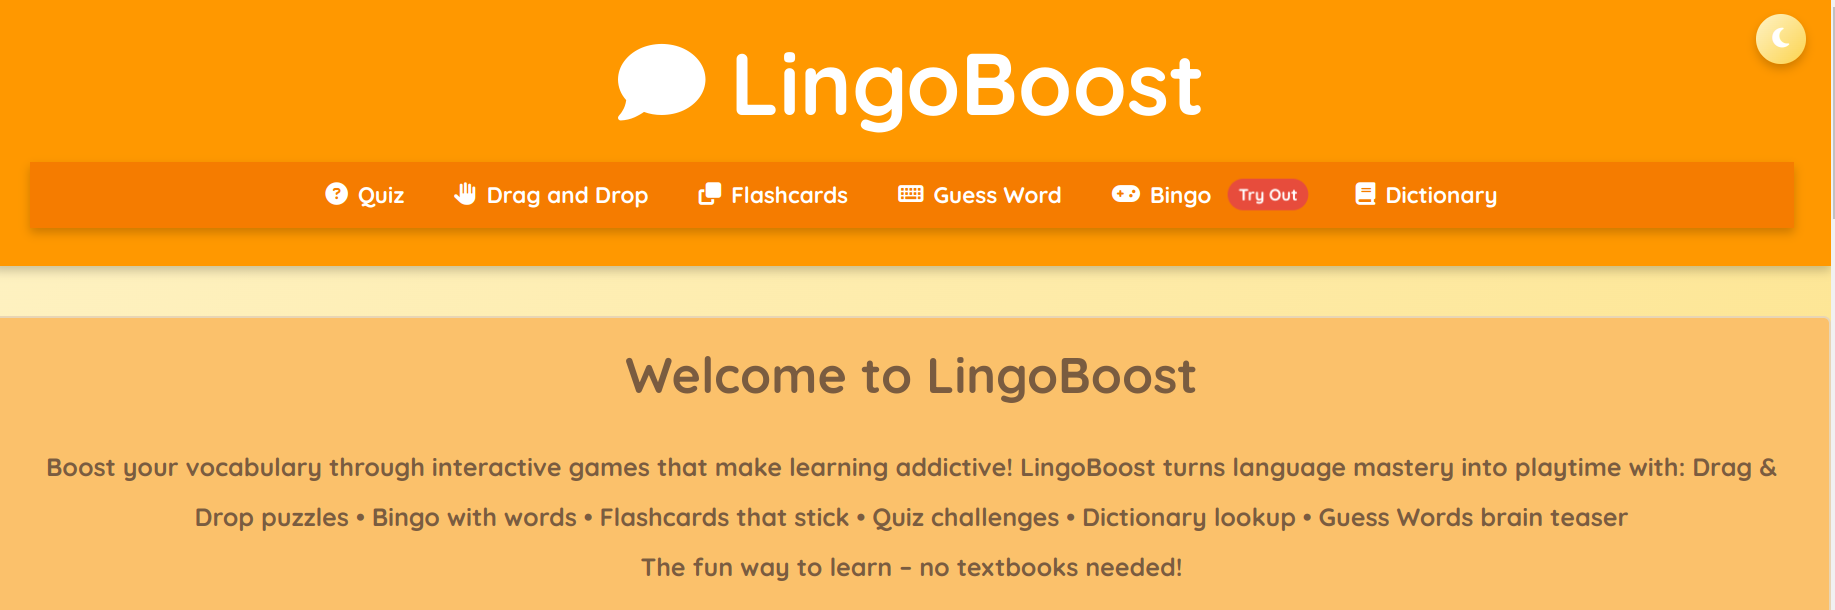 LingoBoost
Quiz Drag and Drop Flashcards Guess Word Bingo Try Out Dictionary
Welcome to LingoBoost
Boost your vocabulary through interactive games that make learning addictive! LingoBoost turns language mastery into playtime with: Drag &
Drop puzzles • Bingo with words • Flashcards that stick • Quiz challenges • Dictionary lookup • Guess Words brain teaser
The fun way to learn – no textbooks needed!